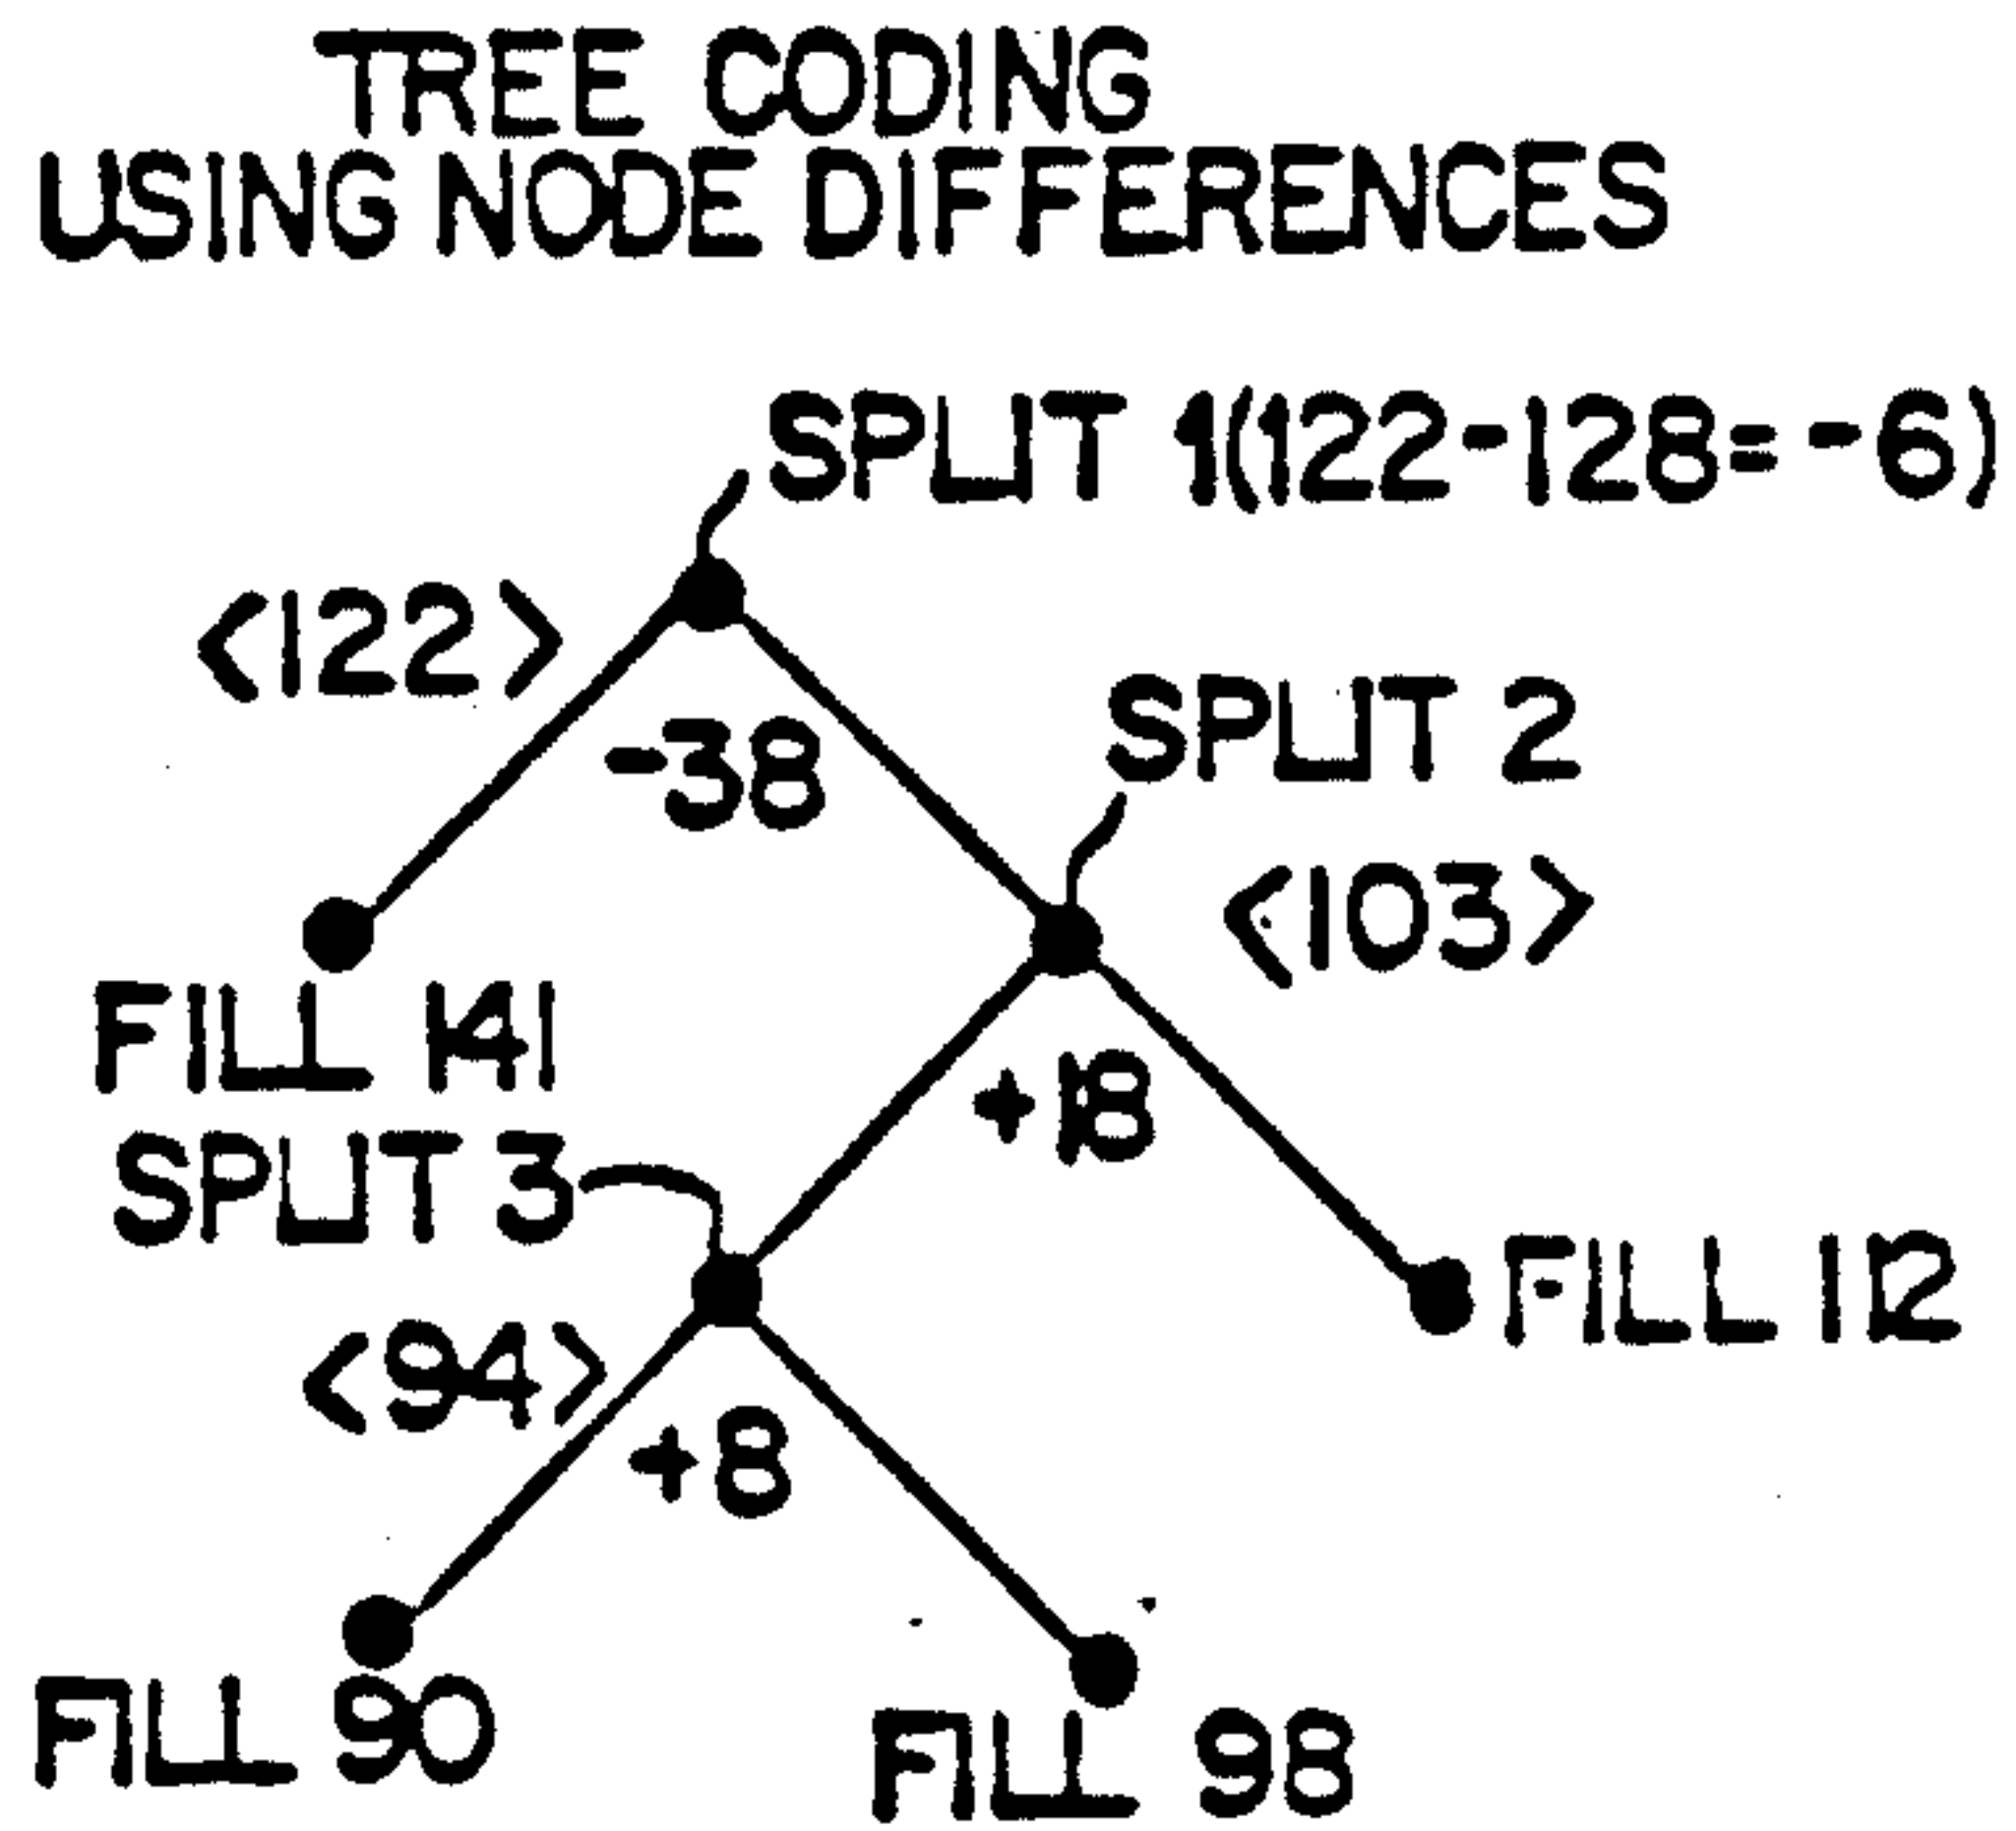 TREE CODING
USING NODE DIFFERENCES
SPLIT 1(122-128= -6)
<122>
-38
SPLIT 2
<103>
FILL 141
+18
SPLIT 3
FILL 112
<94>
+8
FILL 90
FILL 98